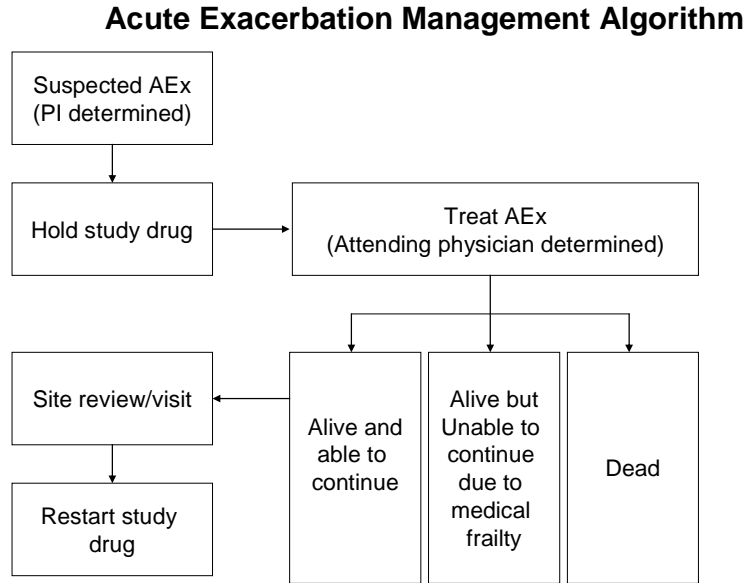 Acute Exacerbation Management Algorithm
Suspected AEx
(PI determined)
Hold study drug
Treat AEx
(Attending physician determined)
Site review/visit
Alive and
able to
continue
Alive but
Unable to
continue
due to
medical
frailty
Dead
Restart study
drug